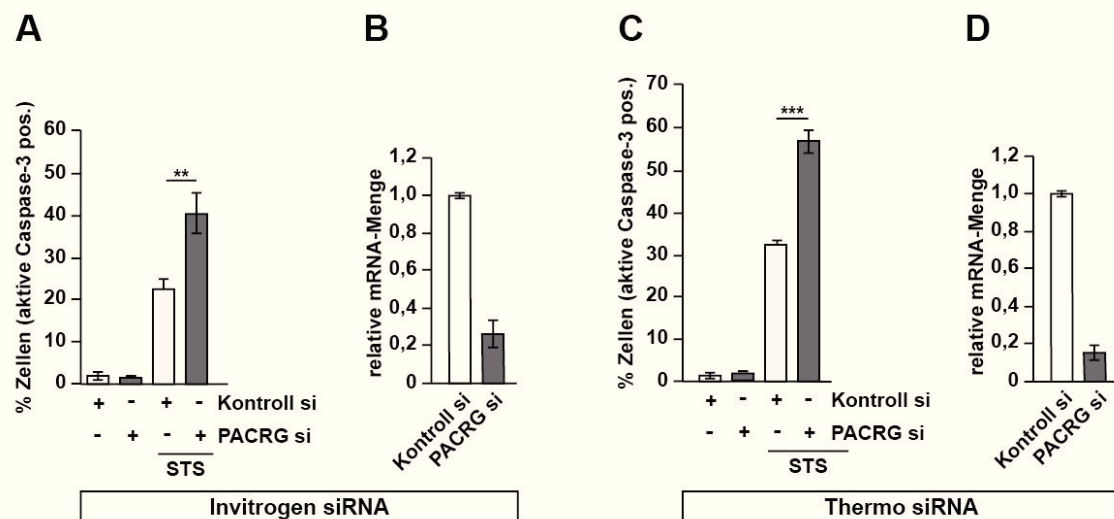 A
% Zellen (aktive Caspase-3 pos.)
60
50
40
30
20
10
0
**
+ - + - Kontroll si
- + - + PACRG si
STS
B
relative mRNA-Menge
1,2
1,0
0,8
0,6
0,4
0,2
0
Kontroll si
PACRG si
Invitrogen siRNA
C
% Zellen (aktive Caspase-3 pos.)
70
60
50
40
30
20
10
0
***
+ - + - Kontroll si
- + - + PACRG si
STS
D
relative mRNA-Menge
1,2
1,0
0,8
0,6
0,4
0,2
0
Kontroll si
PACRG si
Thermo siRNA